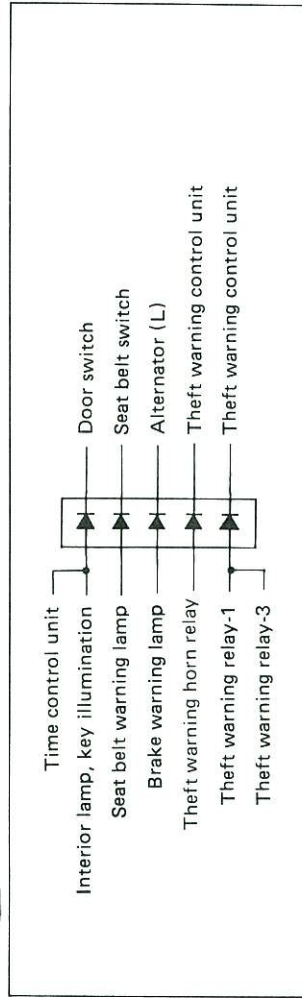 Time control unit
Interior lamp, key illumination
Door switch
Seat belt warning lamp
Seat belt switch
Brake warning lamp
Alternator (L)
Theft warning horn relay
Theft warning control unit
Theft warning relay-1
Theft warning control unit
Theft warning relay-3